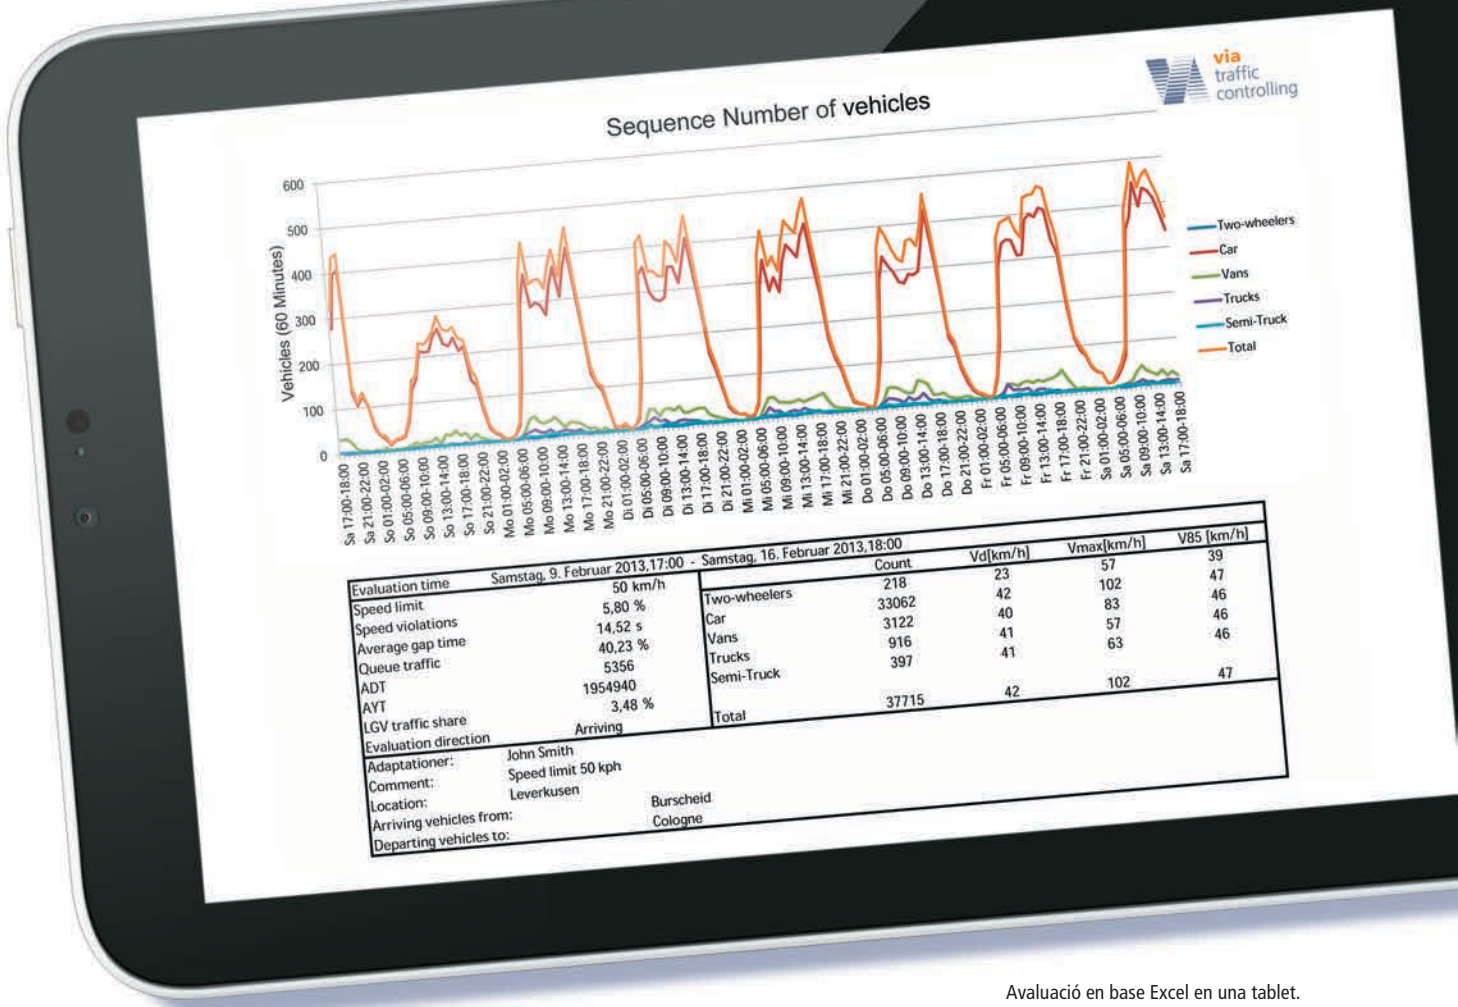 via
traffic
controlling
Sequence Number of vehicles
Vehicles (60 Minutes)
600
500
400
300
200
100
0
Two-wheelers
Car
Vans
Trucks
Semi-Truck
Total
Sa 17:00-18:00
Sa 21:00-22:00
So 01:00-02:00
So 05:00-06:00
So 09:00-10:00
So 13:00-14:00
So 17:00-18:00
So 21:00-22:00
Mo 01:00-02:00
Mo 05:00-06:00
Mo 09:00-10:00
Mo 13:00-14:00
Mo 17:00-18:00
Mo 21:00-22:00
Di 01:00-02:00
Di 05:00-06:00
Di 09:00-10:00
Di 13:00-14:00
Di 17:00-18:00
Di 21:00-22:00
Mi 01:00-02:00
Mi 05:00-06:00
Mi 09:00-10:00
Mi 13:00-14:00
Mi 17:00-18:00
Mi 21:00-22:00
Do 01:00-02:00
Do 05:00-06:00
Do 09:00-10:00
Do 13:00-14:00
Do 17:00-18:00
Do 21:00-22:00
Fr 01:00-02:00
Fr 05:00-06:00
Fr 09:00-10:00
Fr 13:00-14:00
Fr 17:00-18:00
Fr 21:00-22:00
Sa 01:00-02:00
Sa 05:00-06:00
Sa 09:00-10:00
Sa 13:00-14:00
Sa 17:00-18:00
Evaluation time Samstag, 9. Februar 2013,17:00 - Samstag, 16. Februar 2013,18:00
Speed limit 50 km/h
Speed violations 5,80 %
Average gap time 14,52 s
Queue traffic 40,23 %
ADT 5356
AYT 1954940
LGV traffic share 3,48 %
Evaluation direction Arriving
Count Vd[km/h] Vmax[km/h] V85 [km/h]
Two-wheelers 218 23 57 39
Car 33062 42 102 47
Vans 3122 40 83 46
Trucks 916 41 57 46
Semi-Truck 397 41 63 46
Total 37715 42 102 47
Adaptationer: John Smith
Comment: Speed limit 50 kph
Location: Leverkusen
Arriving vehicles from: Burscheid
Departing vehicles to: Cologne
Avaluació en base Excel en una tablet.